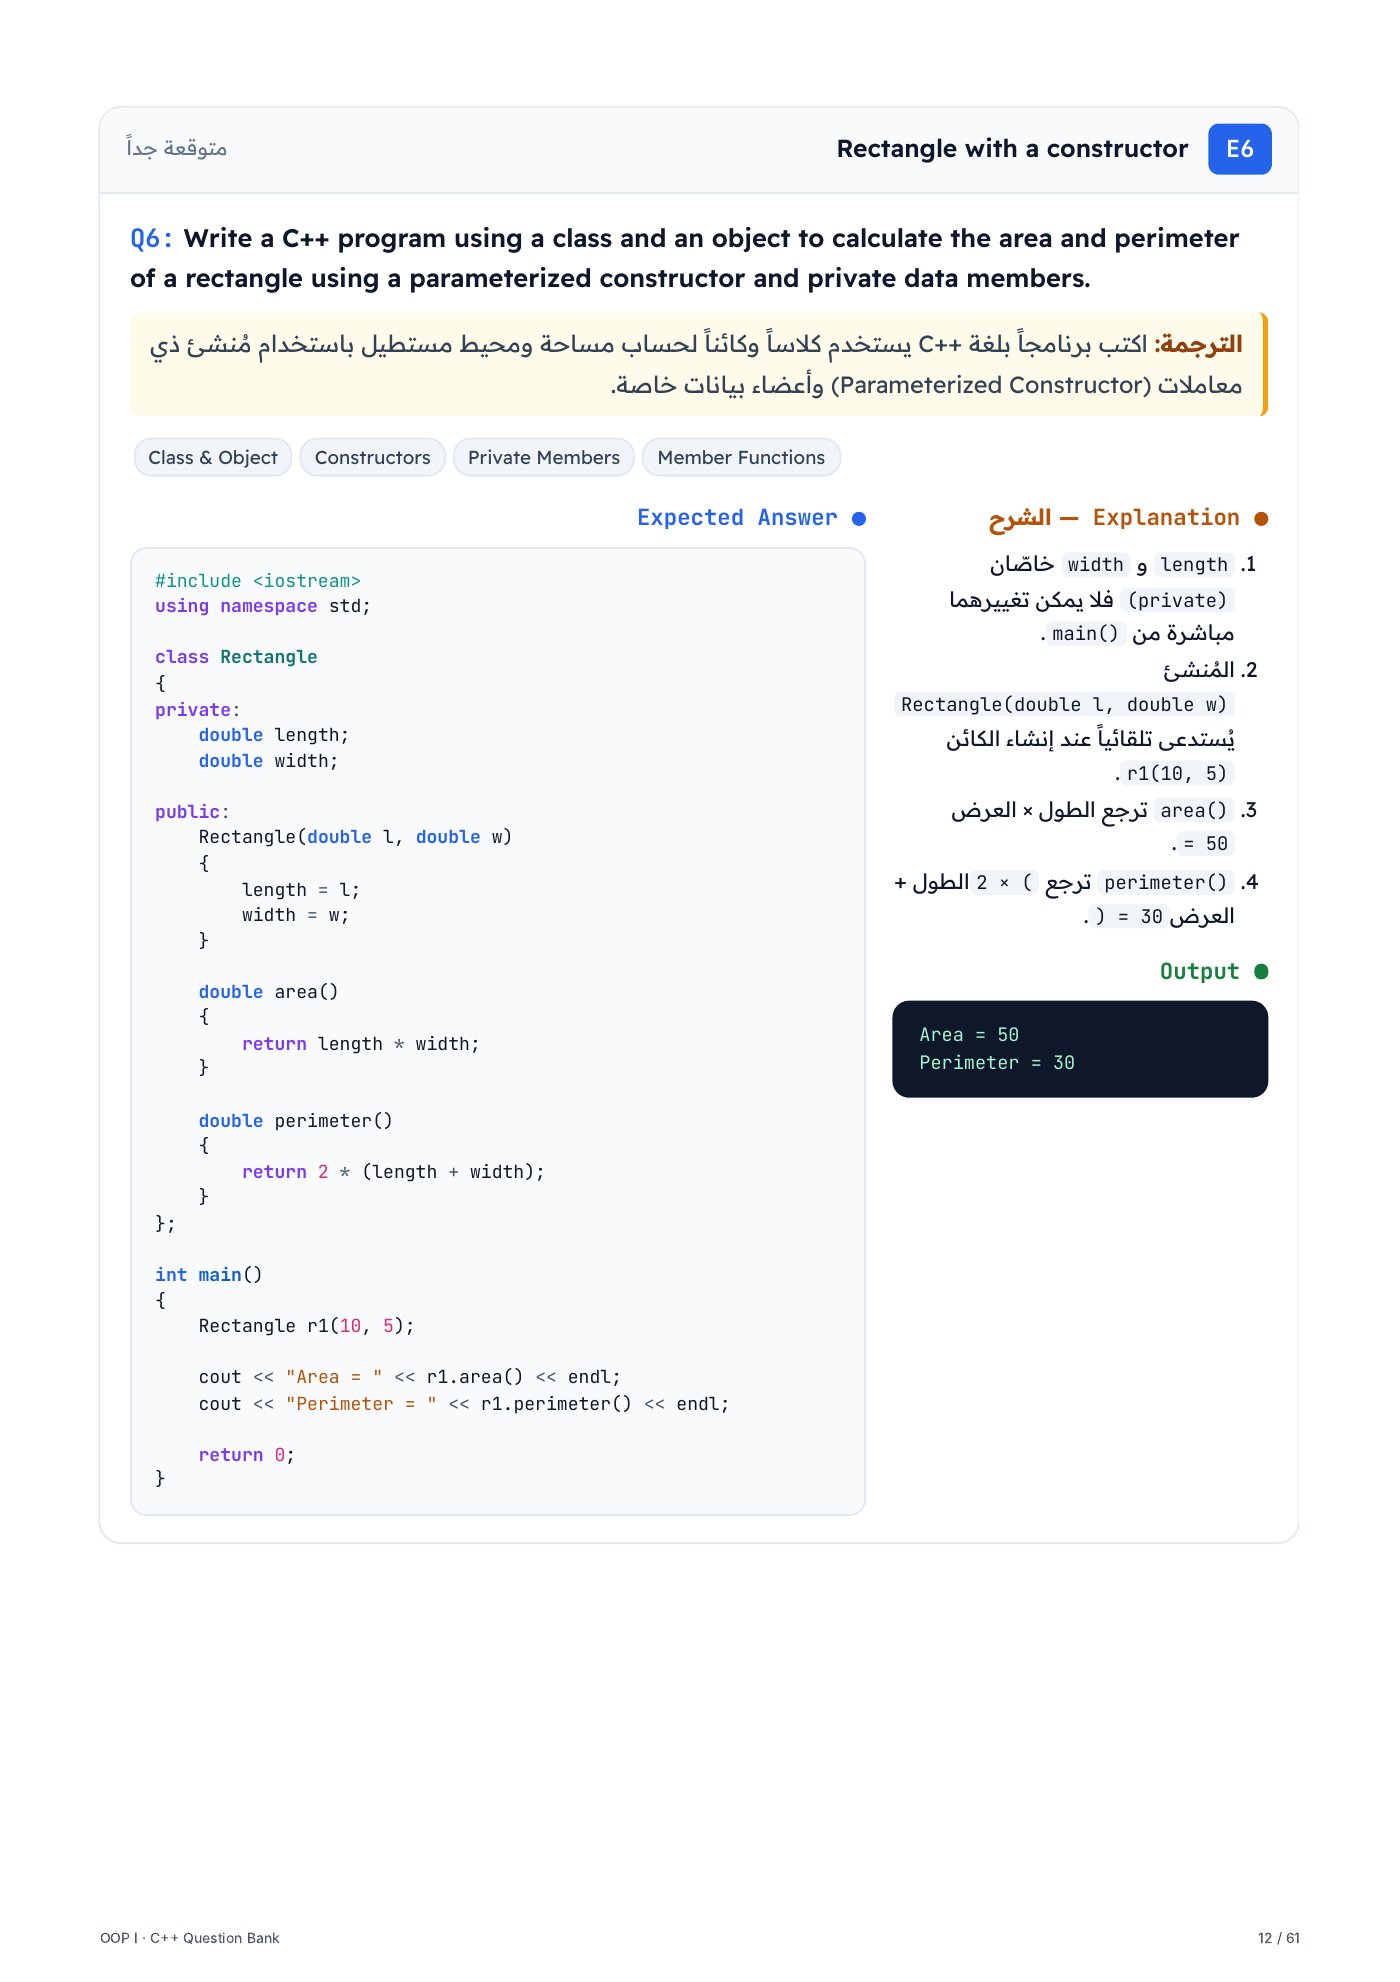 متوقعة جداً
Rectangle with a constructor
E6
Q6: Write a C++ program using a class and an object to calculate the area and perimeter
of a rectangle using a parameterized constructor and private data members.
الترجمة: اكتب برنامجاً بلغة C++ يستخدم كلاساً وكائناً لحساب مساحة ومحيط مستطيل باستخدام مُنشئ ذي
معاملات (Parameterized Constructor) وأعضاء بيانات خاصة.
Class & Object
Constructors
Private Members
Member Functions
Expected Answer
#include <iostream>
using namespace std;
class Rectangle
{
private:
    double length;
    double width;
public:
    Rectangle(double l, double w)
    {
        length = l;
        width = w;
    }
    double area()
    {
        return length * width;
    }
    double perimeter()
    {
        return 2 * (length + width);
    }
};
int main()
{
    Rectangle r1(10, 5);
    cout << "Area = " << r1.area() << endl;
    cout << "Perimeter = " << r1.perimeter() << endl;
    return 0;
}
Explanation — الشرح
1. length و width خاصّان
(private) فلا يمكن تغييرهما
مباشرة من main().
2. المُنشئ
Rectangle(double l, double w)
يُستدعى تلقائياً عند إنشاء الكائن
r1(10, 5).
3. area() ترجع الطول × العرض
= 50.
4. perimeter() ترجع 2 × ( الطول +
العرض ) = 30.
Output
Area = 50
Perimeter = 30
OOP I · C++ Question Bank
12 / 61